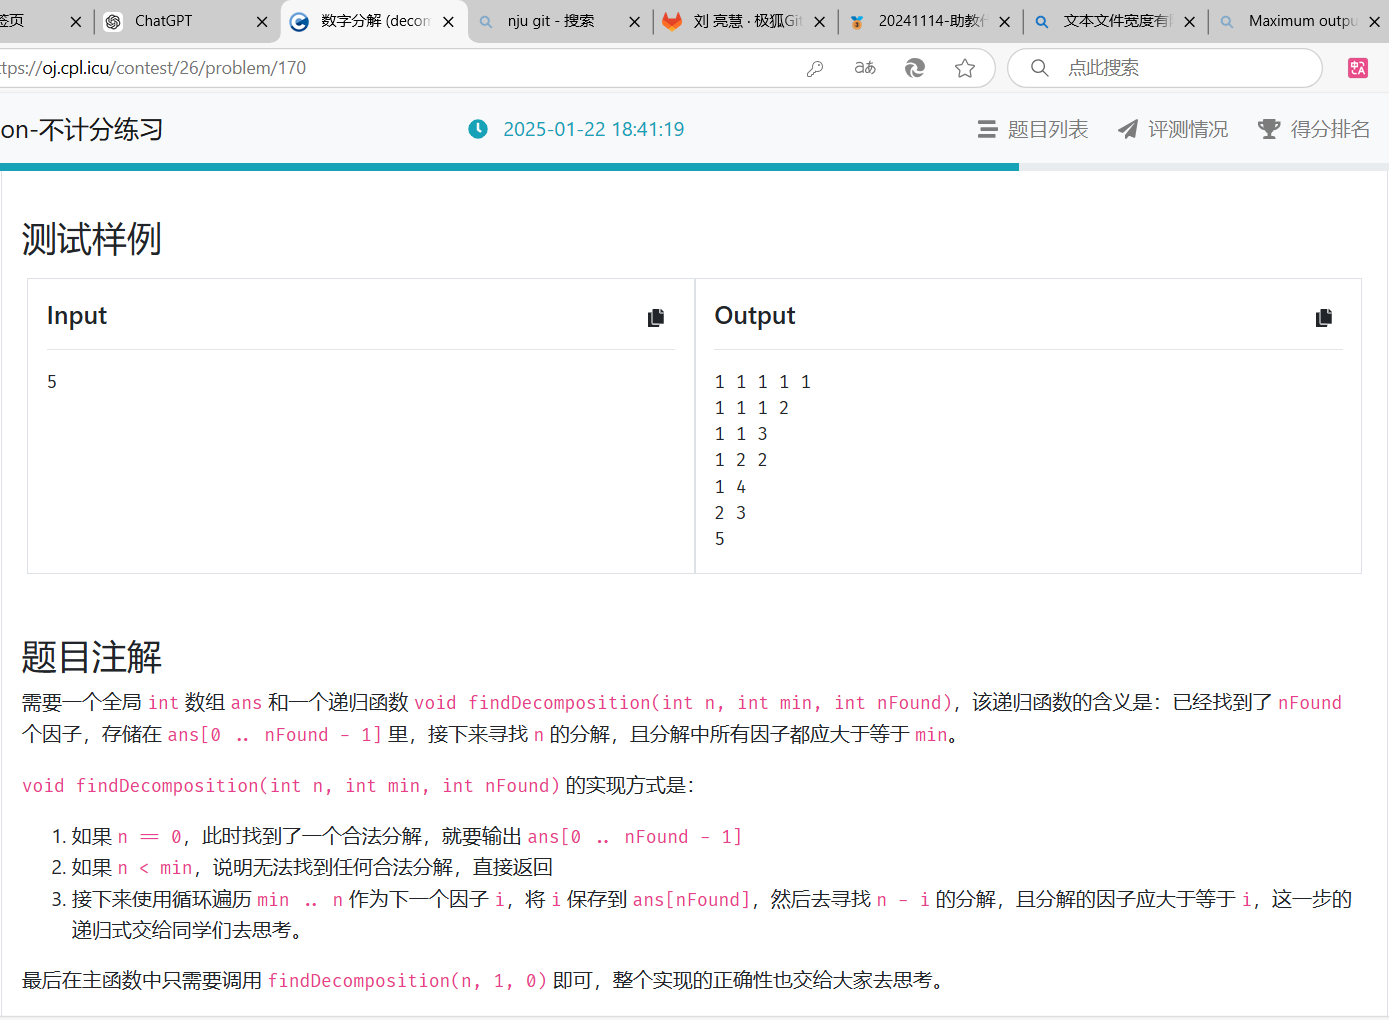 签页
ChatGPT
数字分解 (decom
nju git - 搜索
刘 亮慧 · 极狐Git
20241114-助教
文本文件宽度有
Maximum outpu
ttps://oj.cpl.icu/contest/26/problem/170
aあ
点此搜索
on-不计分练习
2025-01-22 18:41:19
题目列表
评测情况
得分排名
测试样例
Input
Output
5
1 1 1 1 1
1 1 1 2
1 1 3
1 2 2
1 4
2 3
5
题目注解
需要一个全局 int 数组 ans 和一个递归函数 void findDecomposition(int n, int min, int nFound)，该递归函数的含义是：已经找到了 nFound
个因子，存储在 ans[0 .. nFound - 1] 里，接下来寻找 n 的分解，且分解中所有因子都应大于等于 min。
void findDecomposition(int n, int min, int nFound) 的实现方式是：
1. 如果 n == 0，此时找到了一个合法分解，就要输出 ans[0 .. nFound - 1]
2. 如果 n < min，说明无法找到任何合法分解，直接返回
3. 接下来使用循环遍历 min .. n 作为下一个因子 i，将 i 保存到 ans[nFound]，然后去寻找 n - i 的分解，且分解的因子应大于等于 i，这一步的
递归式交给同学们去思考。
最后在主函数中只需要调用 findDecomposition(n, 1, 0) 即可，整个实现的正确性也交给大家去思考。